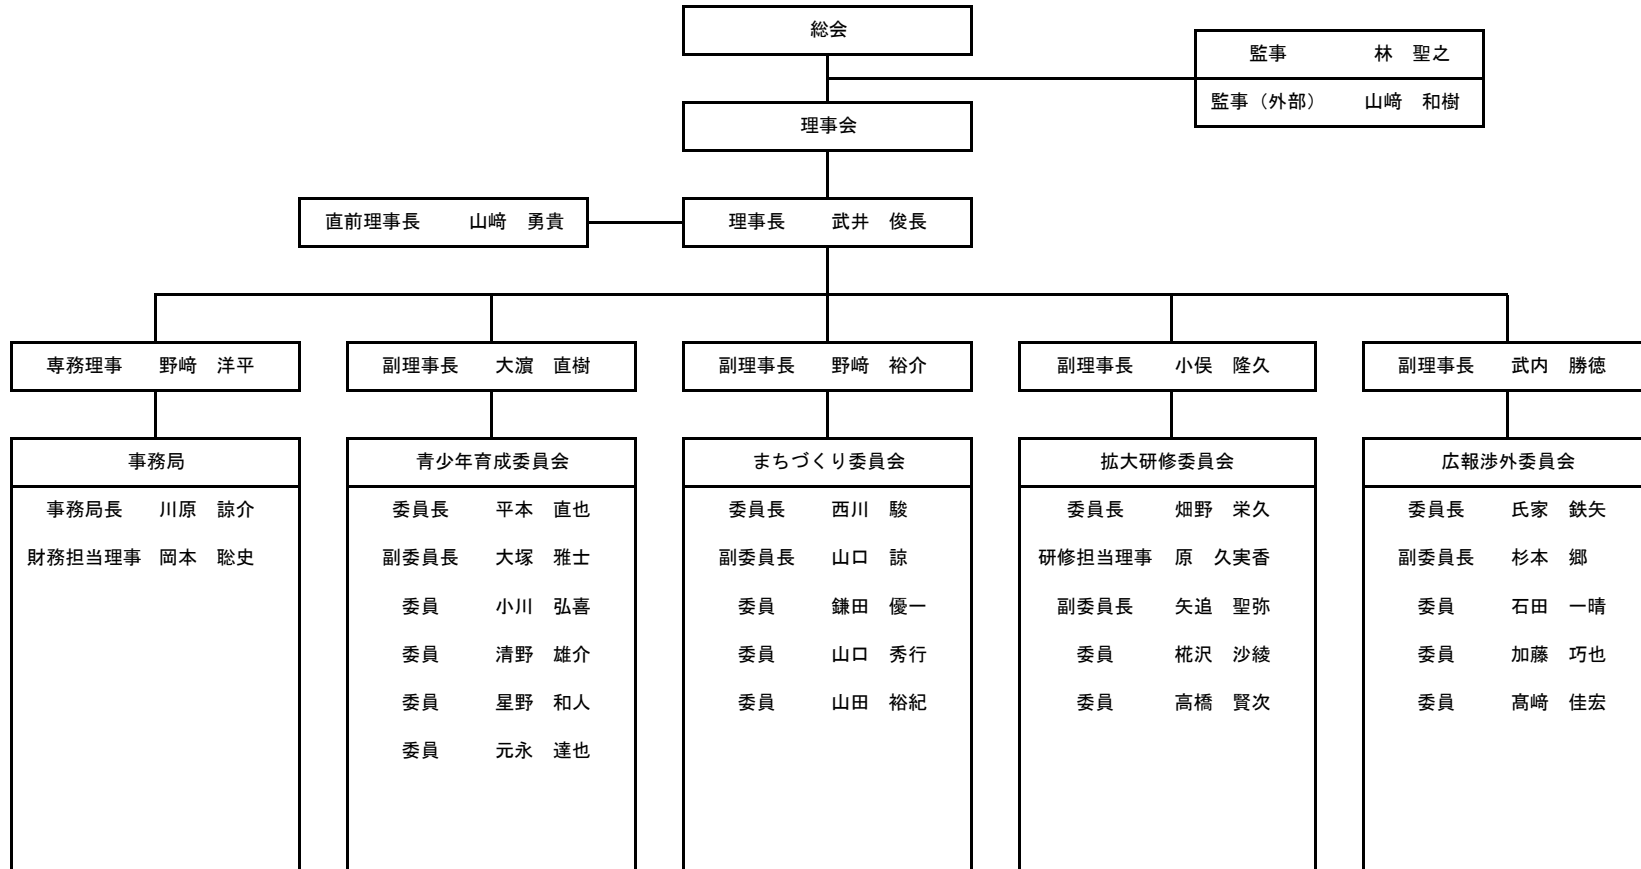 総会
監事　林　聖之
監事（外部）　山﨑　和樹
理事会
直前理事長　山﨑　勇貴
理事長　武井　俊長
専務理事　野﨑　洋平
副理事長　大濵　直樹
副理事長　野﨑　裕介
副理事長　小俣　隆久
副理事長　武内　勝徳
事務局
事務局長　川原　諒介
財務担当理事　岡本　聡史
青少年育成委員会
委員長　平本　直也
副委員長　大塚　雅士
委員　小川　弘喜
委員　清野　雄介
委員　星野　和人
委員　元永　達也
まちづくり委員会
委員長　西川　駿
副委員長　山口　諒
委員　鎌田　優一
委員　山口　秀行
委員　山田　裕紀
拡大研修委員会
委員長　畑野　栄久
研修担当理事　原　久実香
副委員長　矢追　聖弥
委員　椛沢　沙綾
委員　高橋　賢次
広報渉外委員会
委員長　氏家　鉄矢
副委員長　杉本　郷
委員　石田　一晴
委員　加藤　巧也
委員　髙﨑　佳宏